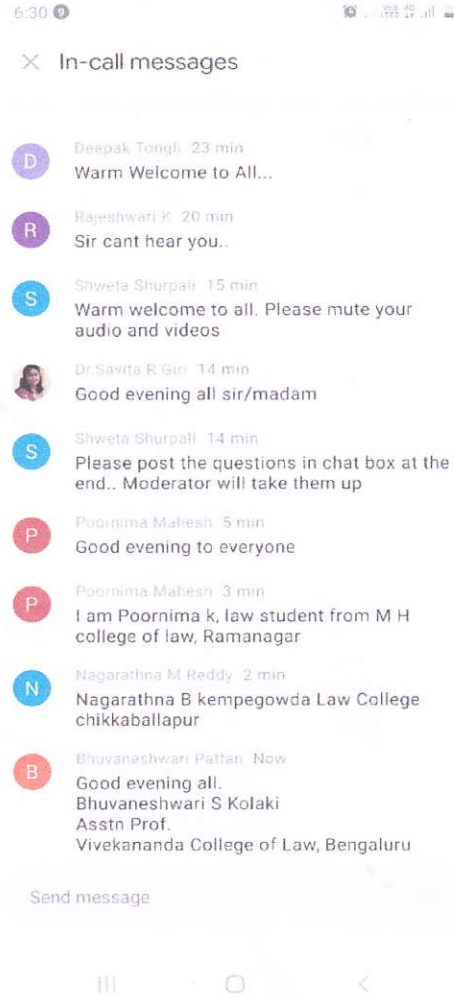 6:30 9
× In-call messages
D
Deepak Tongli 23 min
Warm Welcome to All...
R
Rajeshwari K 20 min
Sir cant hear you..
S
Shweta Shurpali 15 min
Warm welcome to all. Please mute your
audio and videos
Dr.Savita R Giri 14 min
Good evening all sir/madam
S
Shweta Shurpali 14 min
Please post the questions in chat box at the
end.. Moderator will take them up
P
Poornima Mahesh 5 min
Good evening to everyone
P
Poornima Mahesh 3 min
I am Poornima k, law student from M H
college of law, Ramanagar
N
Nagarathna M Reddy 2 min
Nagarathna B kempegowda Law College
chikkaballapur
B
Bhuvaneshwari Pattan Now
Good evening all.
Bhuvaneshwari S Kolaki
Asstn Prof.
Vivekananda College of Law, Bengaluru
Send message